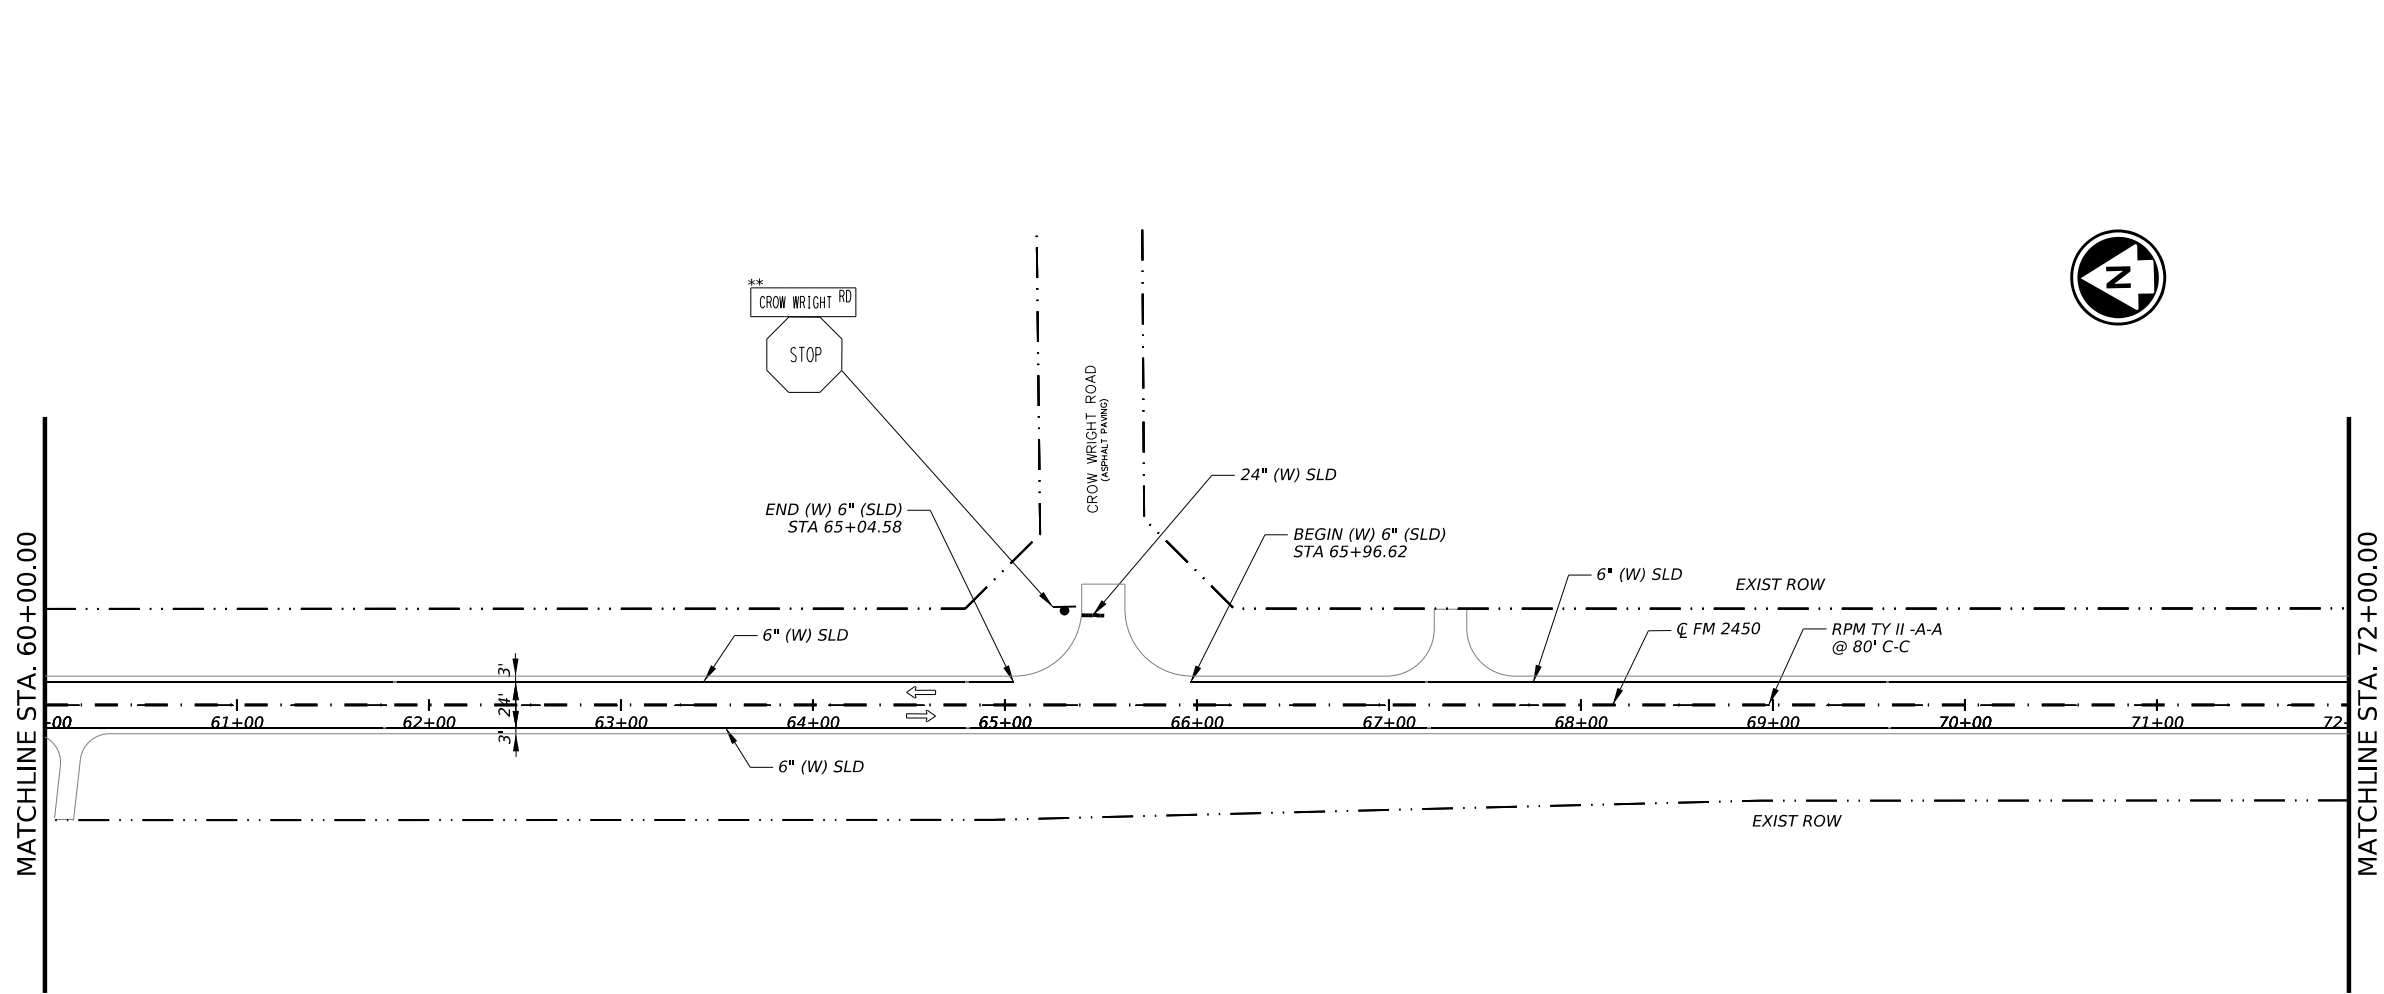 **
CROW WRIGHT RD
STOP
N
CROW WRIGHT ROAD
(ASPHALT PAVING)
24" (W) SLD
END (W) 6" (SLD)
STA 65+04.58
BEGIN (W) 6" (SLD)
STA 65+96.62
6" (W) SLD
EXIST ROW
6" (W) SLD
℄ FM 2450
RPM TY II -A-A
@ 80' C-C
3'
24'
3'
-00
61+00
62+00
63+00
64+00
65+00
66+00
67+00
68+00
69+00
70+00
71+00
72-
6" (W) SLD
EXIST ROW
MATCHLINE STA. 60+00.00
MATCHLINE STA. 72+00.00